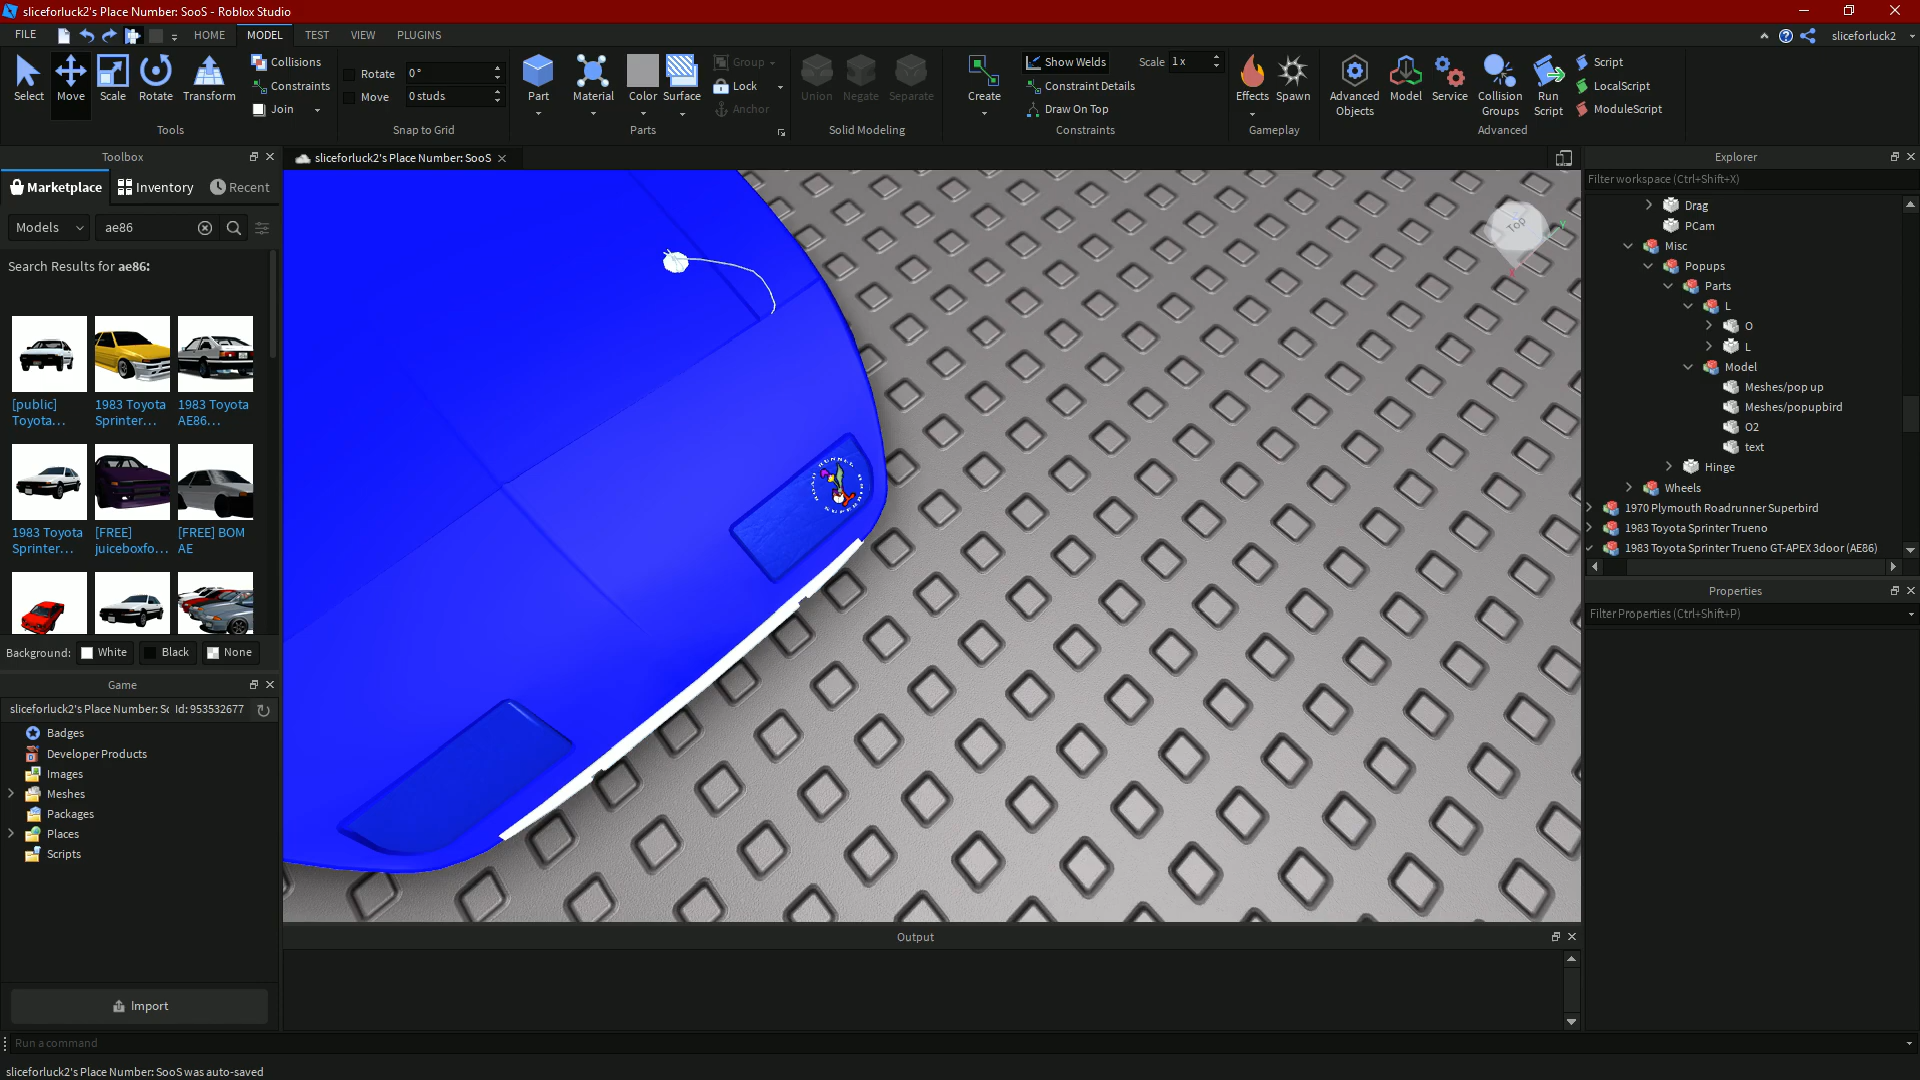 sliceforluck2's Place Number: SooS - Roblox Studio
FILE
HOME
MODEL
TEST
VIEW
PLUGINS
sliceforluck2
Select
Move
Scale
Rotate
Transform
Collisions
Constraints
Join
Tools
Rotate
0 °
Move
0 studs
Snap to Grid
Part
Material
Color
Surface
Group
Lock
Anchor
Parts
Union
Negate
Separate
Solid Modeling
Create
Show Welds
Scale
1 x
Constraint Details
Draw On Top
Constraints
Effects
Spawn
Gameplay
Advanced
Objects
Model
Service
Collision
Groups
Run
Script
Script
LocalScript
ModuleScript
Advanced
Toolbox
Marketplace
Inventory
Recent
Models
ae86
Search Results for ae86:
[public]
Toyota...
1983 Toyota
Sprinter...
1983 Toyota
AE86...
1983 Toyota
Sprinter...
[FREE]
juiceboxfo...
[FREE] BOM
AE
Background:
White
Black
None
Game
sliceforluck2's Place Number: Sc
Id: 953532677
Badges
Developer Products
Images
Meshes
Packages
Places
Scripts
Import
sliceforluck2's Place Number: SooS
Top
Y
X
ROAD RUNNER
SUPERBIRD
Output
Explorer
Filter workspace (Ctrl+Shift+X)
Drag
PCam
Misc
Popups
Parts
L
O
L
Model
Meshes/pop up
Meshes/popupbird
O2
text
Hinge
Wheels
1970 Plymouth Roadrunner Superbird
1983 Toyota Sprinter Trueno
1983 Toyota Sprinter Trueno GT-APEX 3door (AE86)
Properties
Filter Properties (Ctrl+Shift+P)
Run a command
sliceforluck2's Place Number: SooS was auto-saved